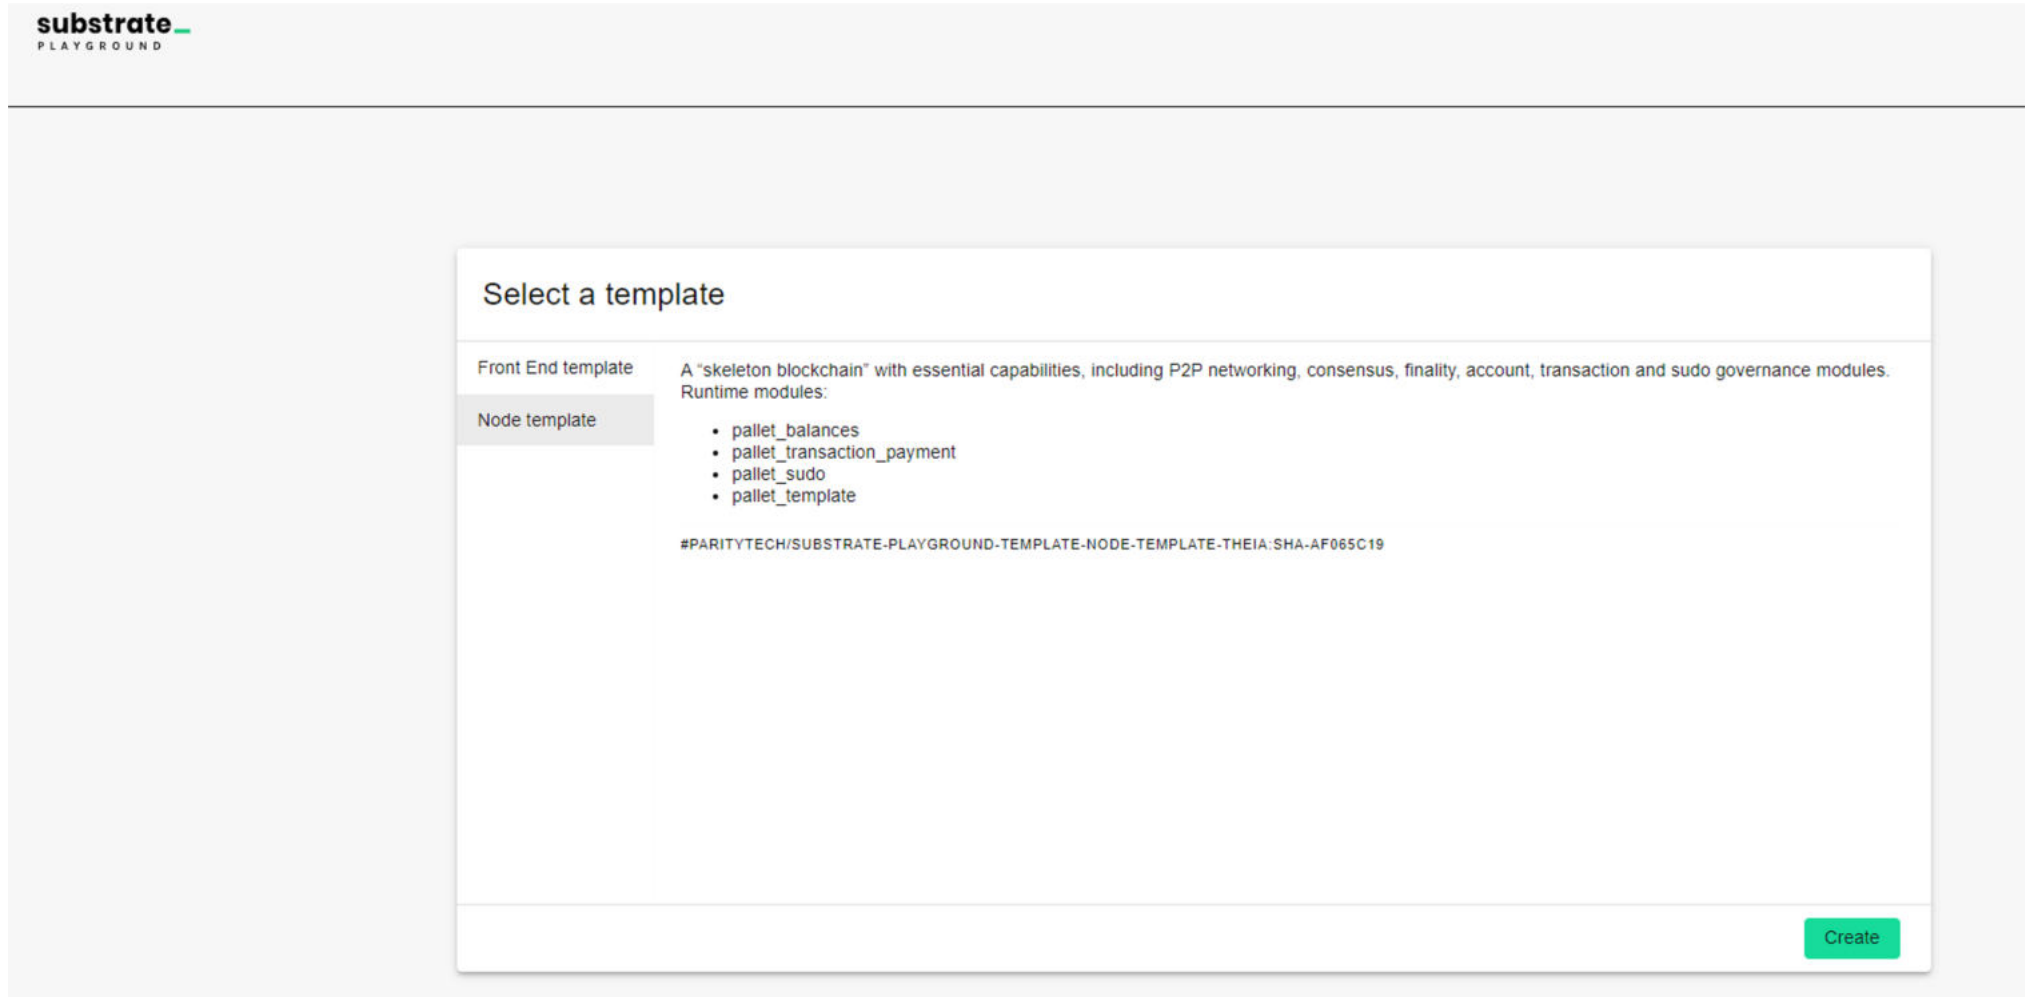 substrate_
PLAYGROUND
Select a template
Front End template
Node template
A “skeleton blockchain” with essential capabilities, including P2P networking, consensus, finality, account, transaction and sudo governance modules.
Runtime modules:
• pallet_balances
• pallet_transaction_payment
• pallet_sudo
• pallet_template
#PARITYTECH/SUBSTRATE-PLAYGROUND-TEMPLATE-NODE-TEMPLATE-THEIA:SHA-AF065C19
Create